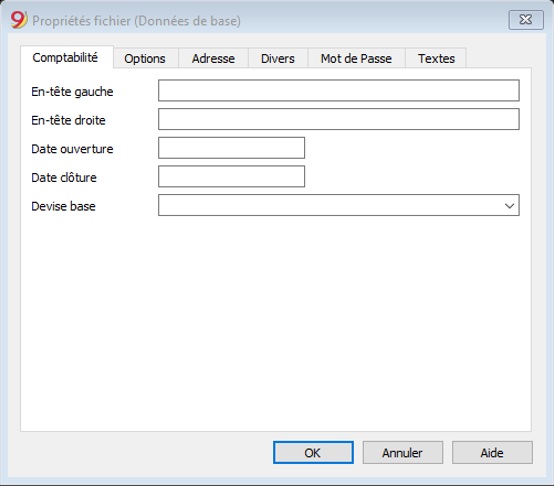 Propriétés fichier (Données de base)
Comptabilité Options Adresse Divers Mot de Passe Textes
En-tête gauche
En-tête droite
Date ouverture
Date clôture
Devise base
OK Annuler Aide